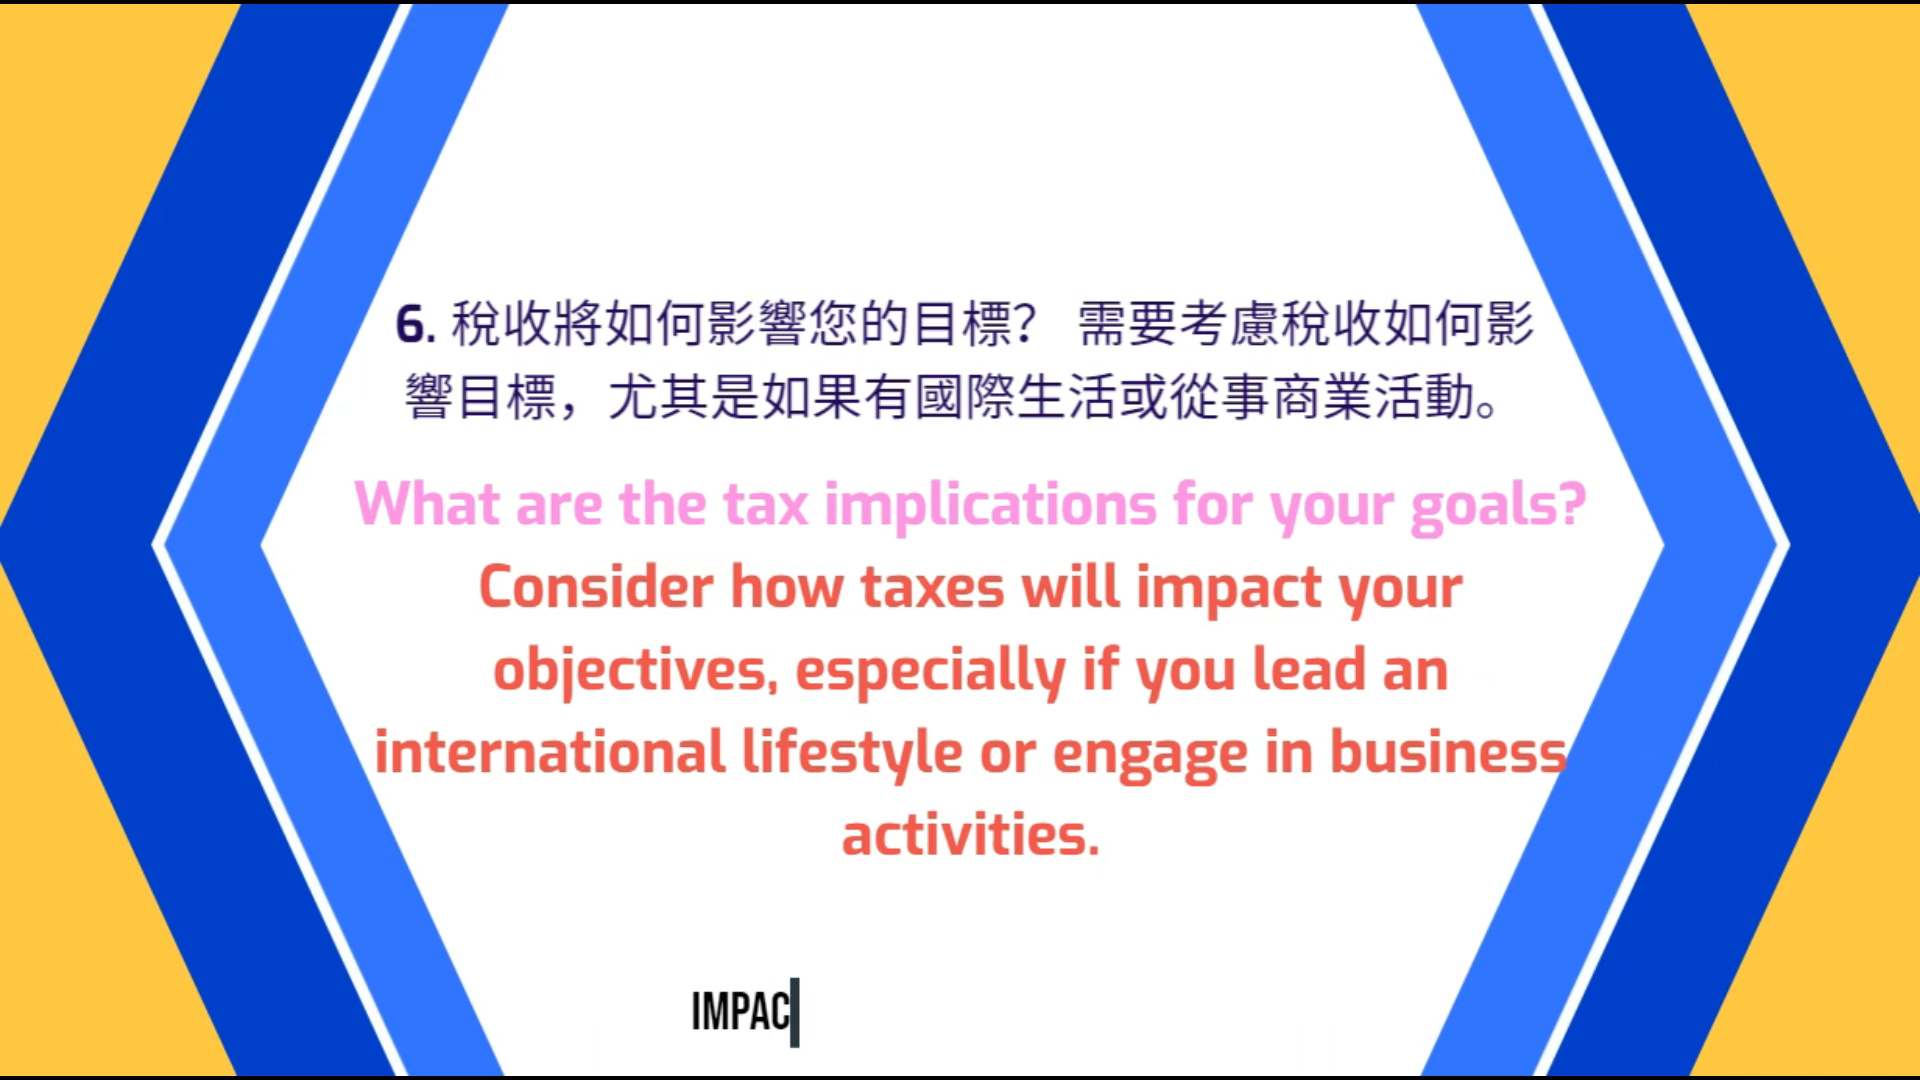 6. 稅收將如何影響您的目標？ 需要考慮稅收如何影
響目標，尤其是如果有國際生活或從事商業活動。
What are the tax implications for your goals?
Consider how taxes will impact your
objectives, especially if you lead an
international lifestyle or engage in business
activities.
IMPAC